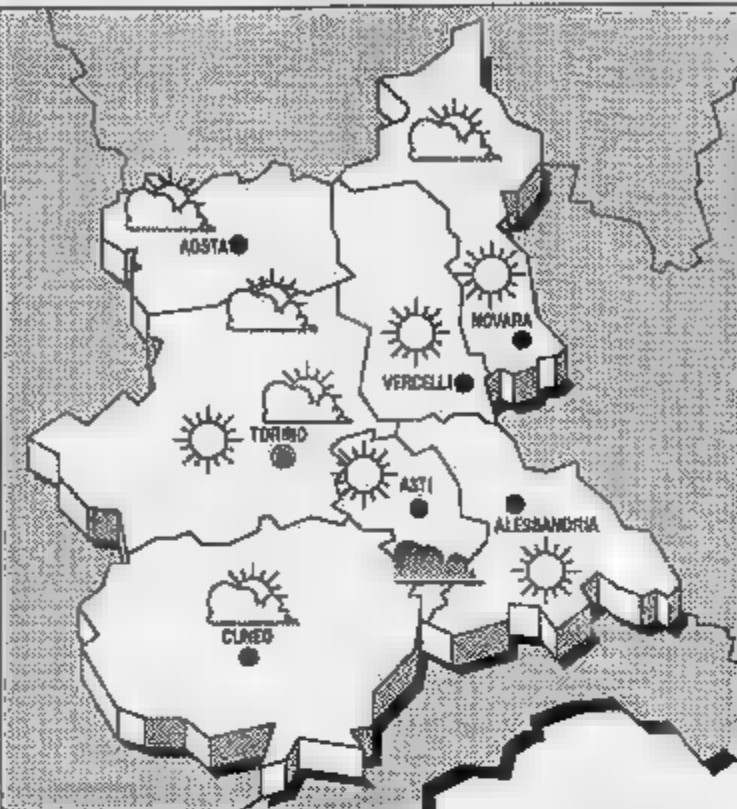 AOSTA
NOVARA
VERCELLI
TORINO
ASTI
ALESSANDRIA
CUNEO